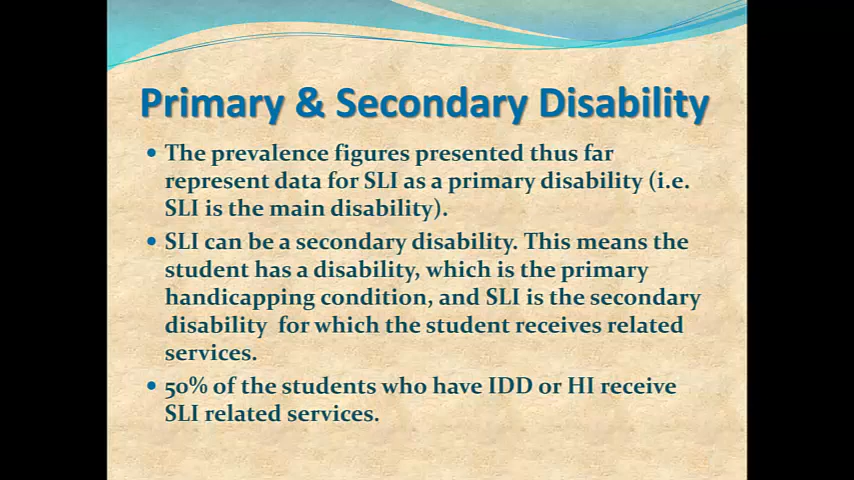 Primary & Secondary Disability
• The prevalence figures presented thus far
represent data for SLI as a primary disability (i.e.
SLI is the main disability).
• SLI can be a secondary disability. This means the
student has a disability, which is the primary
handicapping condition, and SLI is the secondary
disability for which the student receives related
services.
• 50% of the students who have IDD or HI receive
SLI related services.